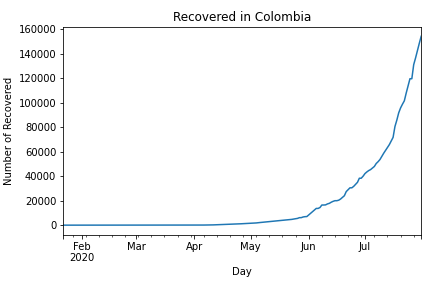 Recovered in Colombia
160000
140000
120000
100000
80000
60000
40000
20000
0
Number of Recovered
Feb Mar Apr May Jun Jul
2020
Day